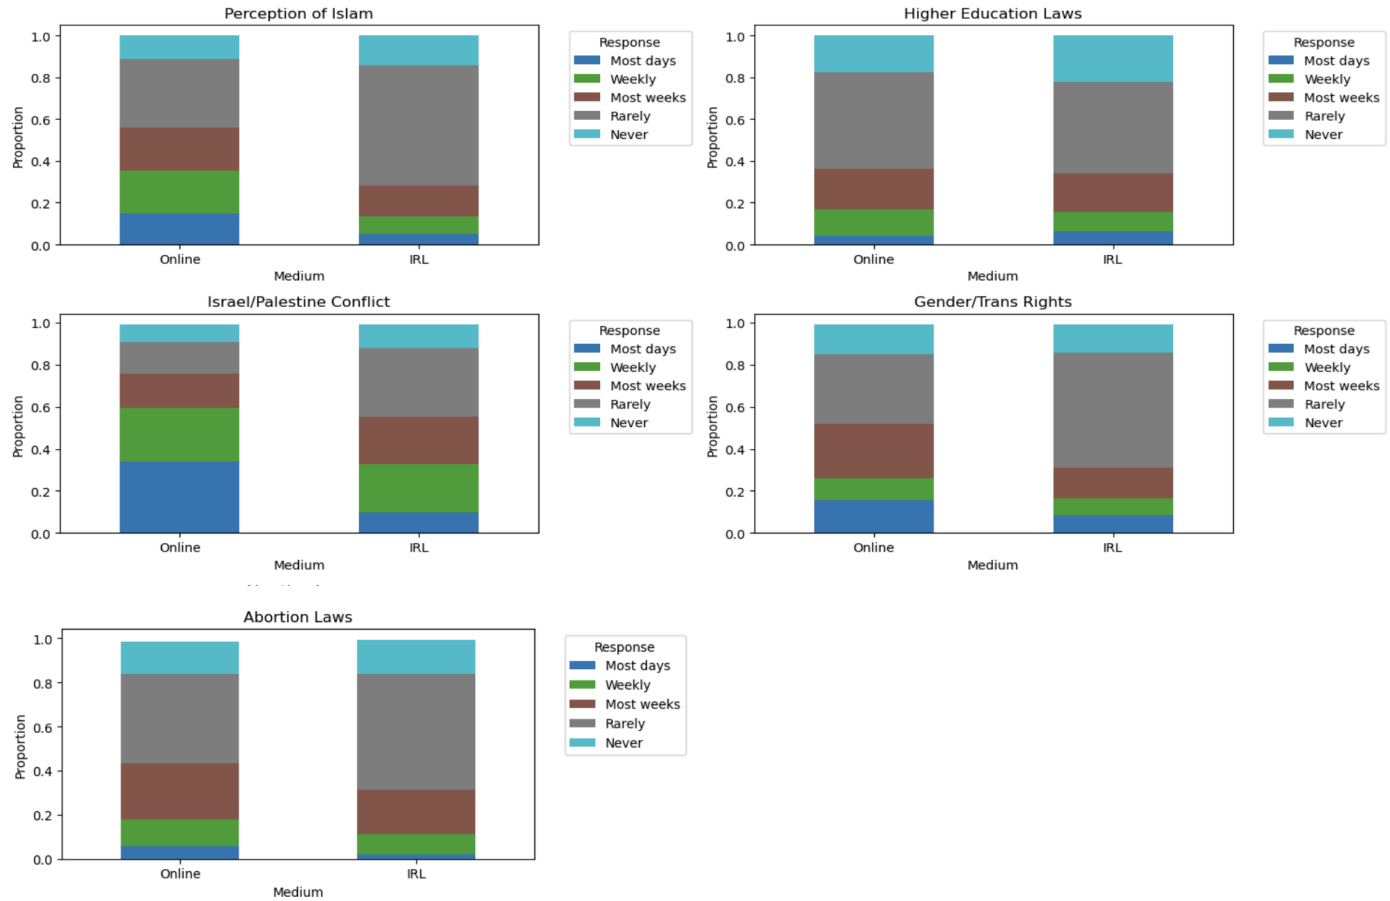 Perception of Islam
1.0
0.8
0.6
0.4
0.2
0.0
Proportion
Online
IRL
Medium
Response
Most days
Weekly
Most weeks
Rarely
Never
Higher Education Laws
1.0
0.8
0.6
0.4
0.2
0.0
Proportion
Online
IRL
Medium
Response
Most days
Weekly
Most weeks
Rarely
Never
Israel/Palestine Conflict
1.0
0.8
0.6
0.4
0.2
0.0
Proportion
Online
IRL
Medium
Response
Most days
Weekly
Most weeks
Rarely
Never
Gender/Trans Rights
1.0
0.8
0.6
0.4
0.2
0.0
Proportion
Online
IRL
Medium
Response
Most days
Weekly
Most weeks
Rarely
Never
Abortion Laws
1.0
0.8
0.6
0.4
0.2
0.0
Proportion
Online
IRL
Medium
Response
Most days
Weekly
Most weeks
Rarely
Never